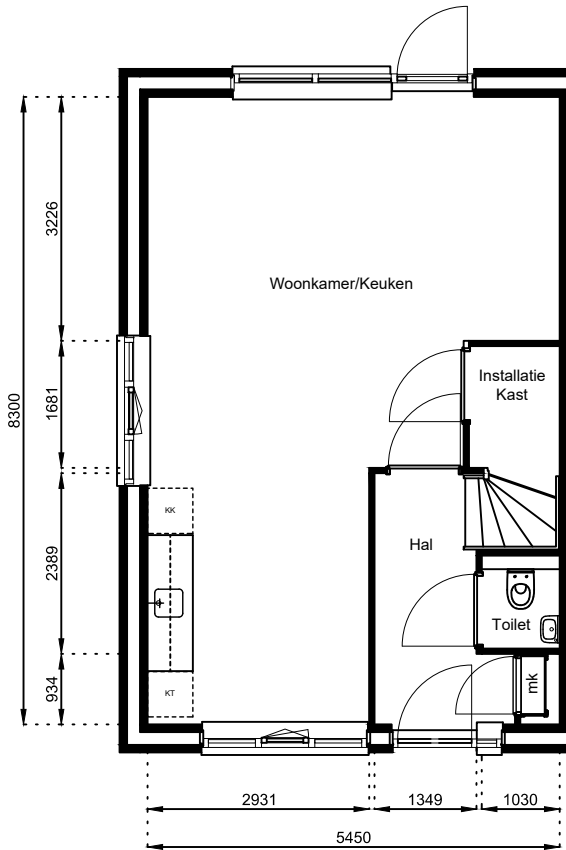 3226
Woonkamer/Keuken
Installatie
Kast
1681
8300
KK
2389
Hal
Toilet
KT
mk
934
2931
1349
1030
5450